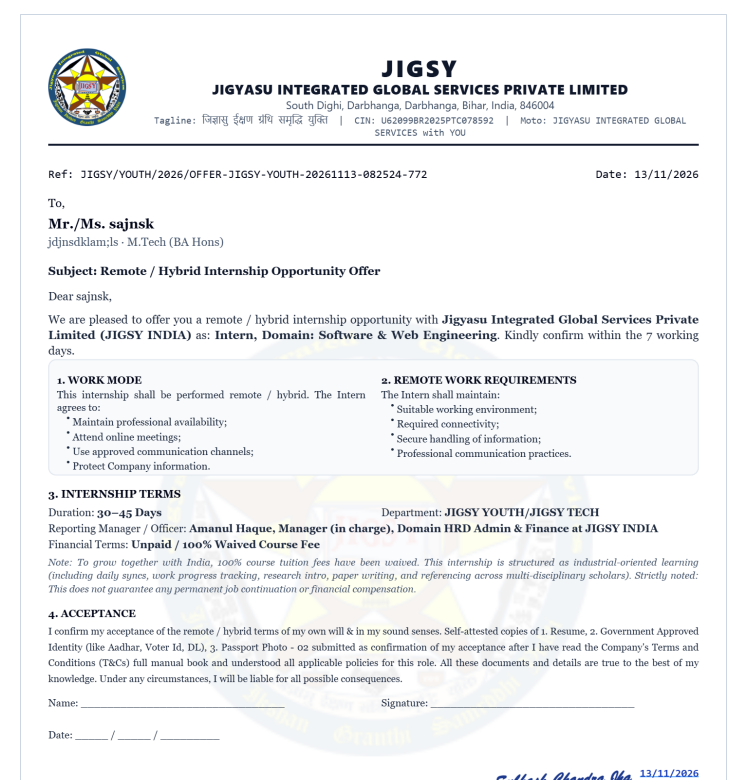 JIGSY
JIGYASU INTEGRATED GLOBAL SERVICES PRIVATE LIMITED
South Dighi, Darbhanga, Darbhanga, Bihar, India, 846004
Tagline: जिज्ञासु ईक्षण ग्रंथि समृद्धि युक्ति | CIN: U62099BR2025PTC078592 | Moto: JIGYASU INTEGRATED GLOBAL
SERVICES with YOU
Ref: JIGSY/YOUTH/2026/OFFER-JIGSY-YOUTH-20261113-082524-772 Date: 13/11/2026
To,
Mr./Ms. sajnsk
jdjnsdklam;ls · M.Tech (BA Hons)
Subject: Remote / Hybrid Internship Opportunity Offer
Dear sajnsk,
We are pleased to offer you a remote / hybrid internship opportunity with Jigyasu Integrated Global Services Private
Limited (JIGSY INDIA) as: Intern, Domain: Software & Web Engineering. Kindly confirm within the 7 working
days.
1. WORK MODE
This internship shall be performed remote / hybrid. The Intern
agrees to:
• Maintain professional availability;
• Attend online meetings;
• Use approved communication channels;
• Protect Company information.
2. REMOTE WORK REQUIREMENTS
The Intern shall maintain:
• Suitable working environment;
• Required connectivity;
• Secure handling of information;
• Professional communication practices.
3. INTERNSHIP TERMS
Duration: 30–45 Days Department: JIGSY YOUTH/JIGSY TECH
Reporting Manager / Officer: Amanul Haque, Manager (in charge), Domain HRD Admin & Finance at JIGSY INDIA
Financial Terms: Unpaid / 100% Waived Course Fee
Note: To grow together with India, 100% course tuition fees have been waived. This internship is structured as industrial-oriented learning
(including daily syncs, work progress tracking, research intro, paper writing, and referencing across multi-disciplinary scholars). Strictly noted:
This does not guarantee any permanent job continuation or financial compensation.
4. ACCEPTANCE
I confirm my acceptance of the remote / hybrid terms of my own will & in my sound senses. Self-attested copies of 1. Resume, 2. Government Approved
Identity (like Aadhar, Voter Id, DL), 3. Passport Photo - 02 submitted as confirmation of my acceptance after I have read the Company's Terms and
Conditions (T&Cs) full manual book and understood all applicable policies for this role. All these documents and details are true to the best of my
knowledge. Under any circumstances, I will be liable for all possible consequences.
Name: ____________________ Signature: ____________________
Date: _____ / _____ / _________
13/11/2026